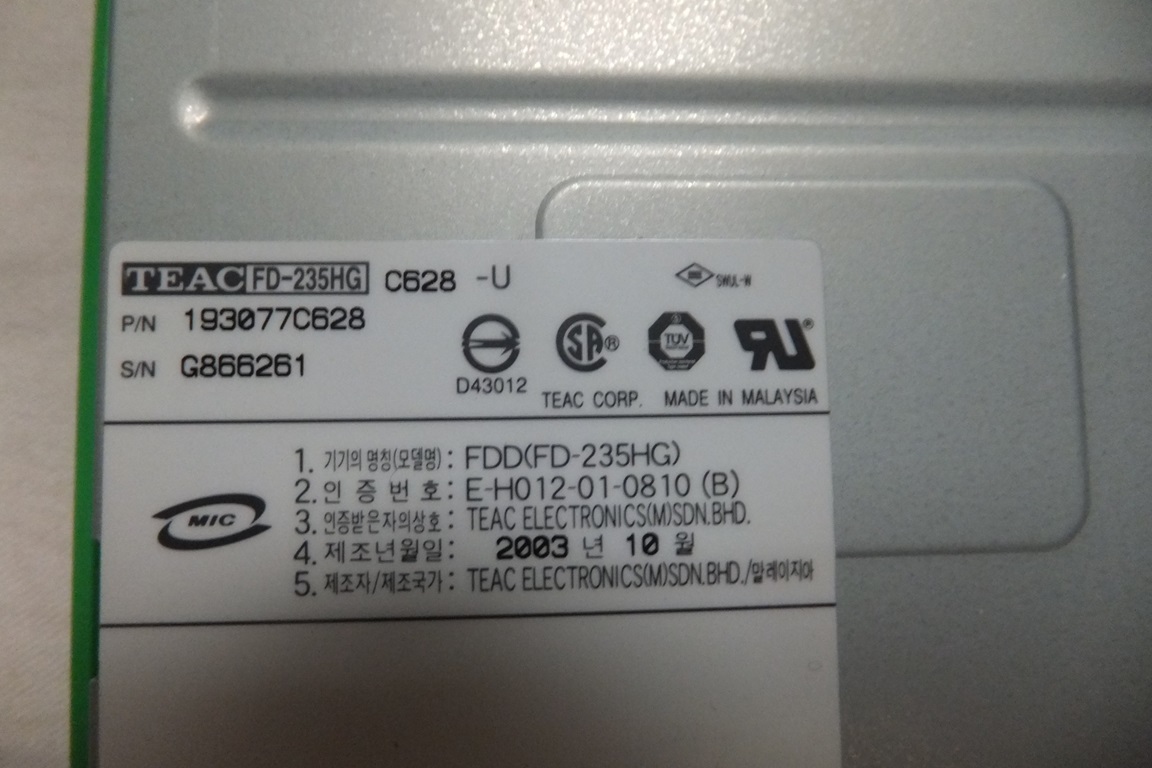 TEAC FD-235HG C628 -U
SWUL-W
P/N 193077C628
S/N G866261
D43012
SA ®
TÜV
RU ®
TEAC CORP. MADE IN MALAYSIA
MIC
1. 기기의 명칭(모델명) : FDD(FD-235HG)
2. 인 증 번 호 : E-H012-01-0810 (B)
3. 인증받은자의상호 : TEAC ELECTRONICS(M)SDN.BHD.
4. 제조년월일 : 2003 년 10 월
5. 제조자/제조국가 : TEAC ELECTRONICS(M)SDN.BHD./말레이지아